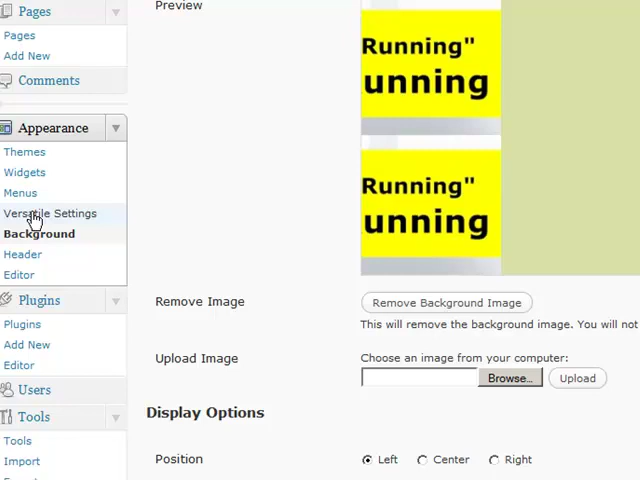 Pages
Pages
Add New
Comments
Appearance
Themes
Widgets
Menus
Versatile Settings
Background
Header
Editor
Plugins
Plugins
Add New
Editor
Users
Tools
Tools
Import
Preview
Running"
unning
Running"
unning
Remove Image
Remove Background Image
This will remove the background image. You will not
Upload Image
Choose an image from your computer:
Browse...
Upload
Display Options
Position
Left
Center
Right